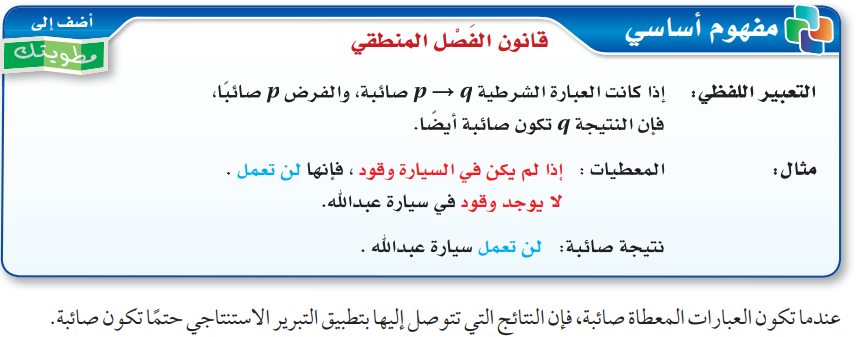 مفهوم أساسي
أضف إلى
مطويتك
قانون الفَصْل المنطقي
التعبير اللفظي: إذا كانت العبارة الشرطية p → q صائبة، والفرض p صائبًا،
فإن النتيجة q تكون صائبة أيضًا.
مثال: المعطيات : إذا لم يكن في السيارة وقود ، فإنها لن تعمل .
لا يوجد وقود في سيارة عبدالله.
نتيجة صائبة: لن تعمل سيارة عبدالله .
عندما تكون العبارات المعطاة صائبة، فإن النتائج التي تتوصل إليها بتطبيق التبرير الاستنتاجي حتمًا تكون صائبة.